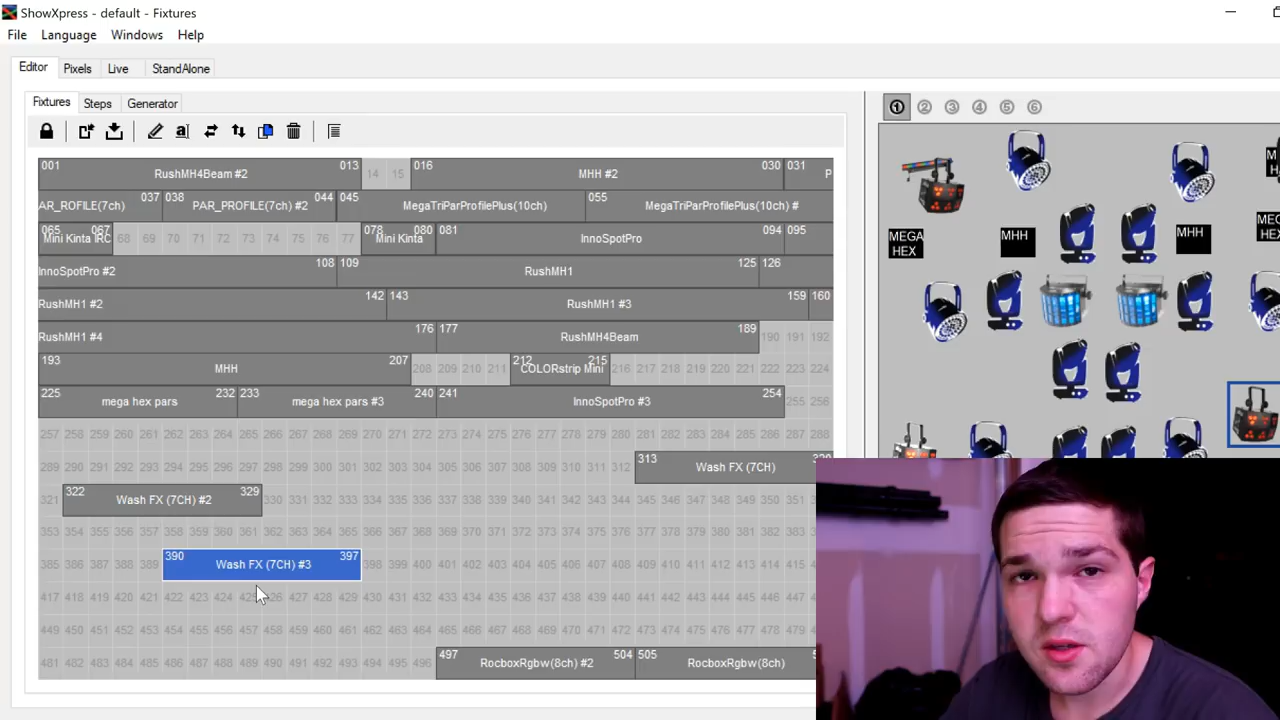 ShowXpress - default - Fixtures
File Language Windows Help
Editor Pixels Live StandAlone
Fixtures Steps Generator
1 2 3 4 5 6
001 RushMH4Beam #2 013 14 15 016 MHH #2 030 031 P
AR_ROFILE(7ch) 037 038 PAR_PROFILE(7ch) #2 044 045 MegaTriParProfilePlus(10ch) 055 MegaTriParProfilePlus(10ch) #
065 Mini Kinta IRC 067 68 69 70 71 72 73 74 75 76 77 078 Mini Kinta 080 081 InnoSpotPro 094 095
InnoSpotPro #2 108 109 RushMH1 125 126
RushMH1 #2 142 143 RushMH1 #3 159 160
RushMH1 #4 176 177 RushMH4Beam 189 190 191 192
193 MHH 207 208 209 210 211 212 COLORstrip Mini 215 216 217 218 219 220 221 222 223 224
225 mega hex pars 232 233 mega hex pars #3 240 241 InnoSpotPro #3 254 255 256
257 258 259 260 261 262 263 264 265 266 267 268 269 270 271 272 273 274 275 276 277 278 279 280 281 282 283 284 285 286 287 288
289 290 291 292 293 294 295 296 297 298 299 300 301 302 303 304 305 306 307 308 309 310 311 312 313 Wash FX (7CH)
321 322 Wash FX (7CH) #2 329 330 331 332 333 334 335 336 337 338 339 340 341 342 343 344 345 346 347 348 349 350 351 352
353 354 355 356 357 358 359 360 361 362 363 364 365 366 367 368 369 370 371 372 373 374 375 376 377 378 379 380 381 382 383
385 386 387 388 389 390 Wash FX (7CH) #3 397 398 399 400 401 402 403 404 405 406 407 408 409 410 411 412 413 414 415
417 418 419 420 421 422 423 424 425 426 427 428 429 430 431 432 433 434 435 436 437 438 439 440 441 442 443 444 445 446 447
449 450 451 452 453 454 455 456 457 458 459 460 461 462 463 464 465 466 467 468 469 470 471 472 473 474 475 476 477 478 479
481 482 483 484 485 486 487 488 489 490 491 492 493 494 495 496 497 RocboxRgbw(8ch) #2 504 505 RocboxRgbw(8ch)
MEGA
HEX
MHH
MHH
MEG
HEX